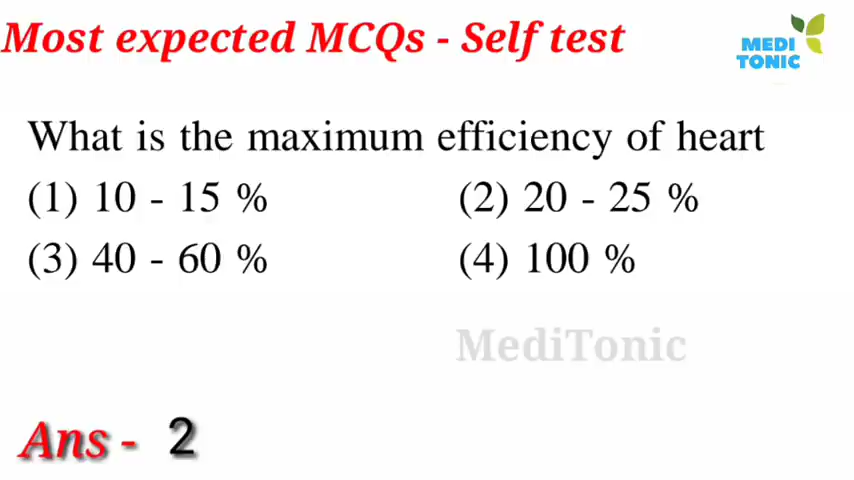 Most expected MCQs - Self test
MEDI
TONIC
What is the maximum efficiency of heart
(1) 10 - 15 % (2) 20 - 25 %
(3) 40 - 60 % (4) 100 %
MediTonic
Ans - 2